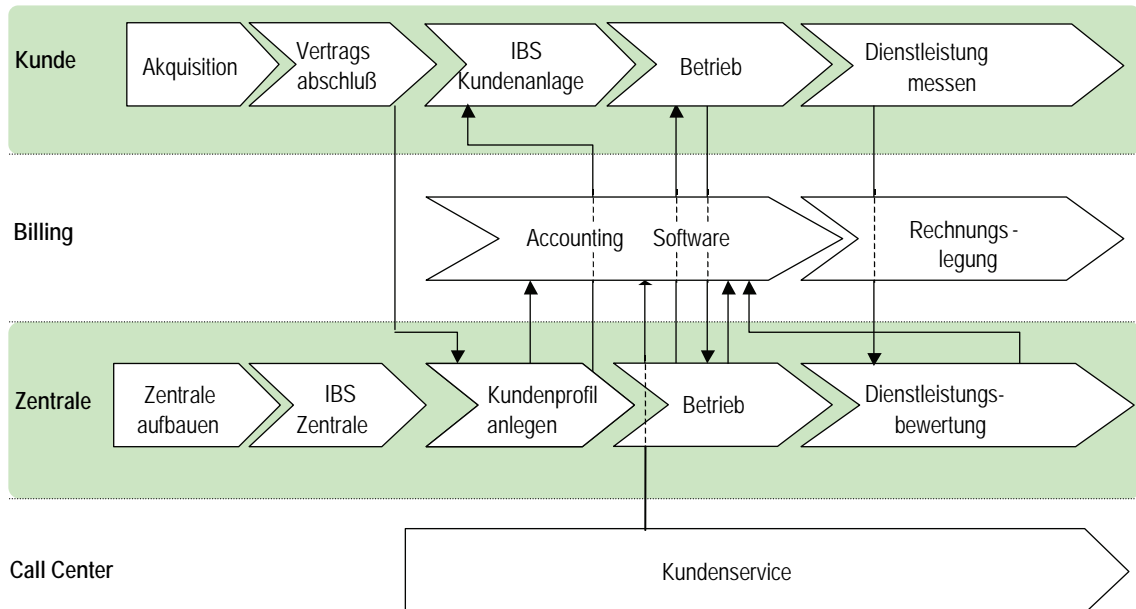 Kunde
Akquisition
Vertrags
abschluß
IBS
Kundenanlage
Betrieb
Dienstleistung
messen
Billing
Accounting Software
Rechnungs -
legung
Zentrale
Zentrale
aufbauen
IBS
Zentrale
Kundenprofil
anlegen
Betrieb
Dienstleistungs-
bewertung
Call Center
Kundenservice